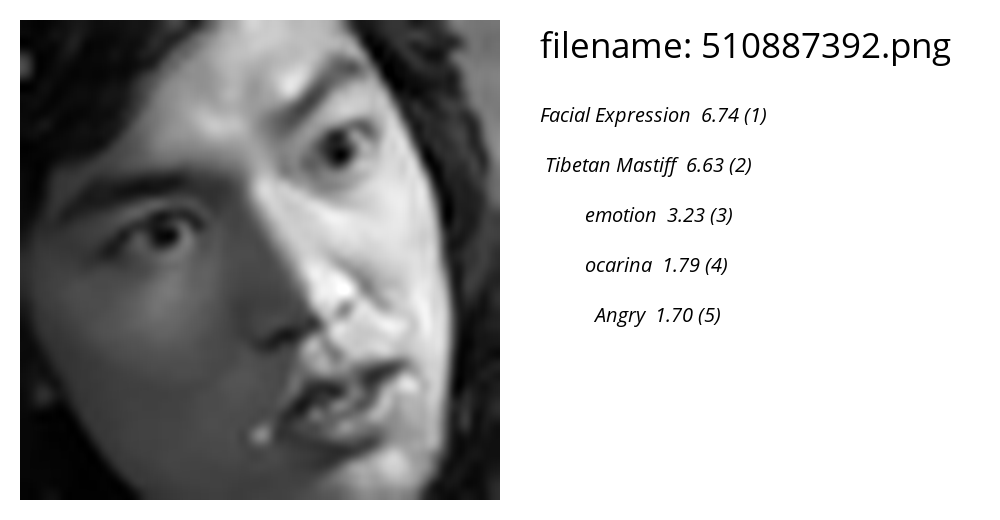 filename: 510887392.png
Facial Expression 6.74 (1)
Tibetan Mastiff 6.63 (2)
emotion 3.23 (3)
ocarina 1.79 (4)
Angry 1.70 (5)